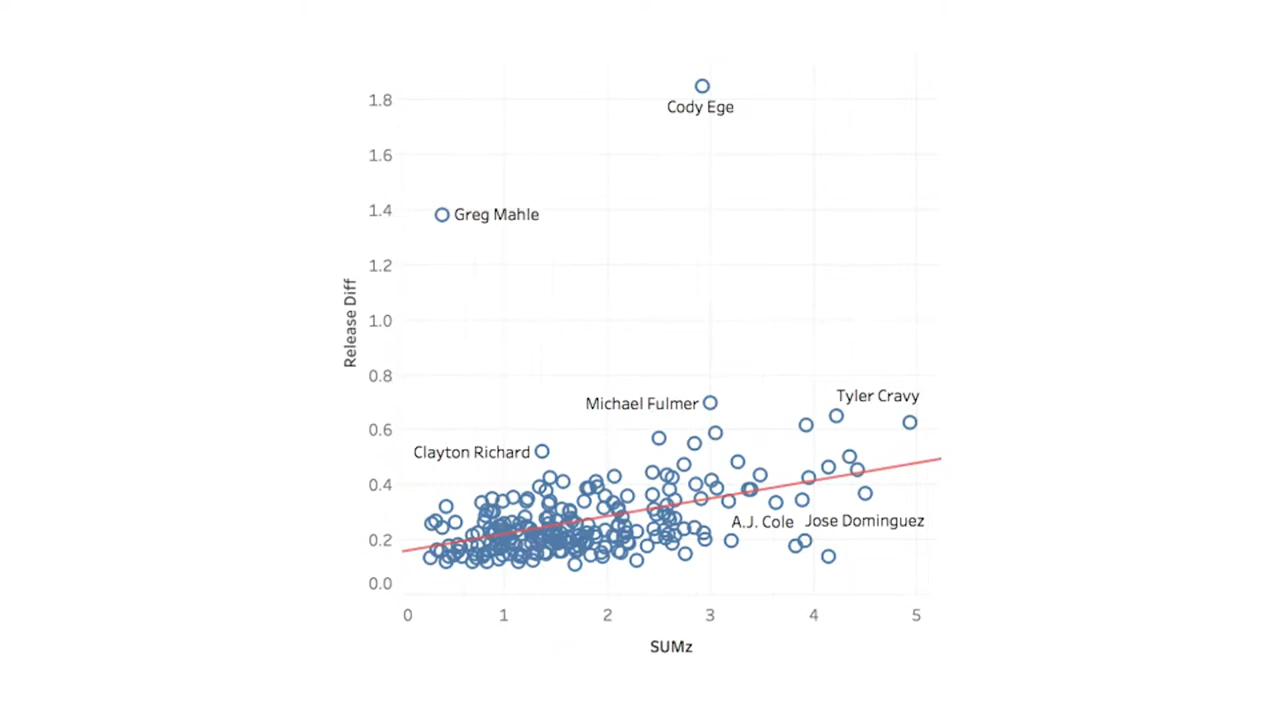 1.8
Cody Ege
1.6
1.4
Greg Mahle
1.2
Release Diff
1.0
0.8
Tyler Cravy
Michael Fulmer
0.6
Clayton Richard
0.4
A.J. Cole
Jose Dominguez
0.2
0.0
0 1 2 3 4 5
SUMz